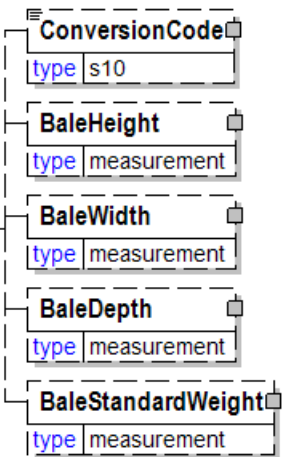 ConversionCode
type s10
BaleHeight
type measurement
BaleWidth
type measurement
BaleDepth
type measurement
BaleStandardWeight
type measurement